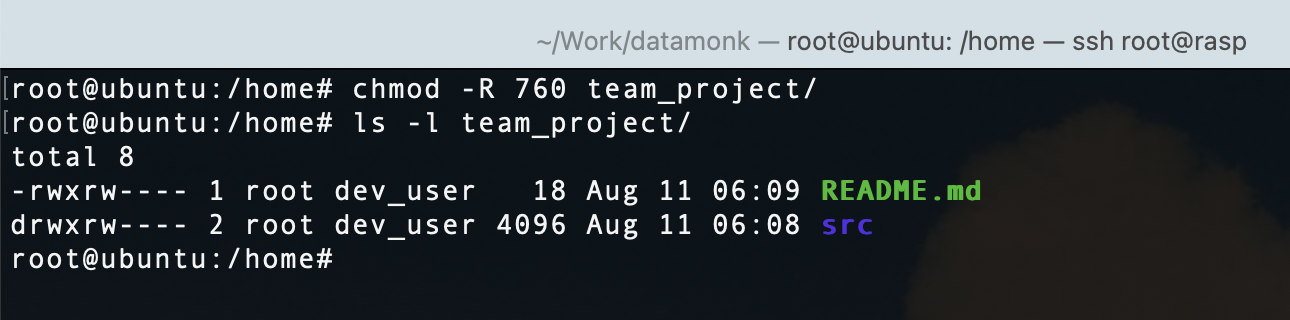 ~/Work/datamonk — root@ubuntu: /home — ssh root@rasp
[root@ubuntu:/home# chmod -R 760 team_project/
[root@ubuntu:/home# ls -l team_project/
total 8
-rwxrw---- 1 root dev_user   18 Aug 11 06:09 README.md
drwxrw---- 2 root dev_user 4096 Aug 11 06:08 src
root@ubuntu:/home#